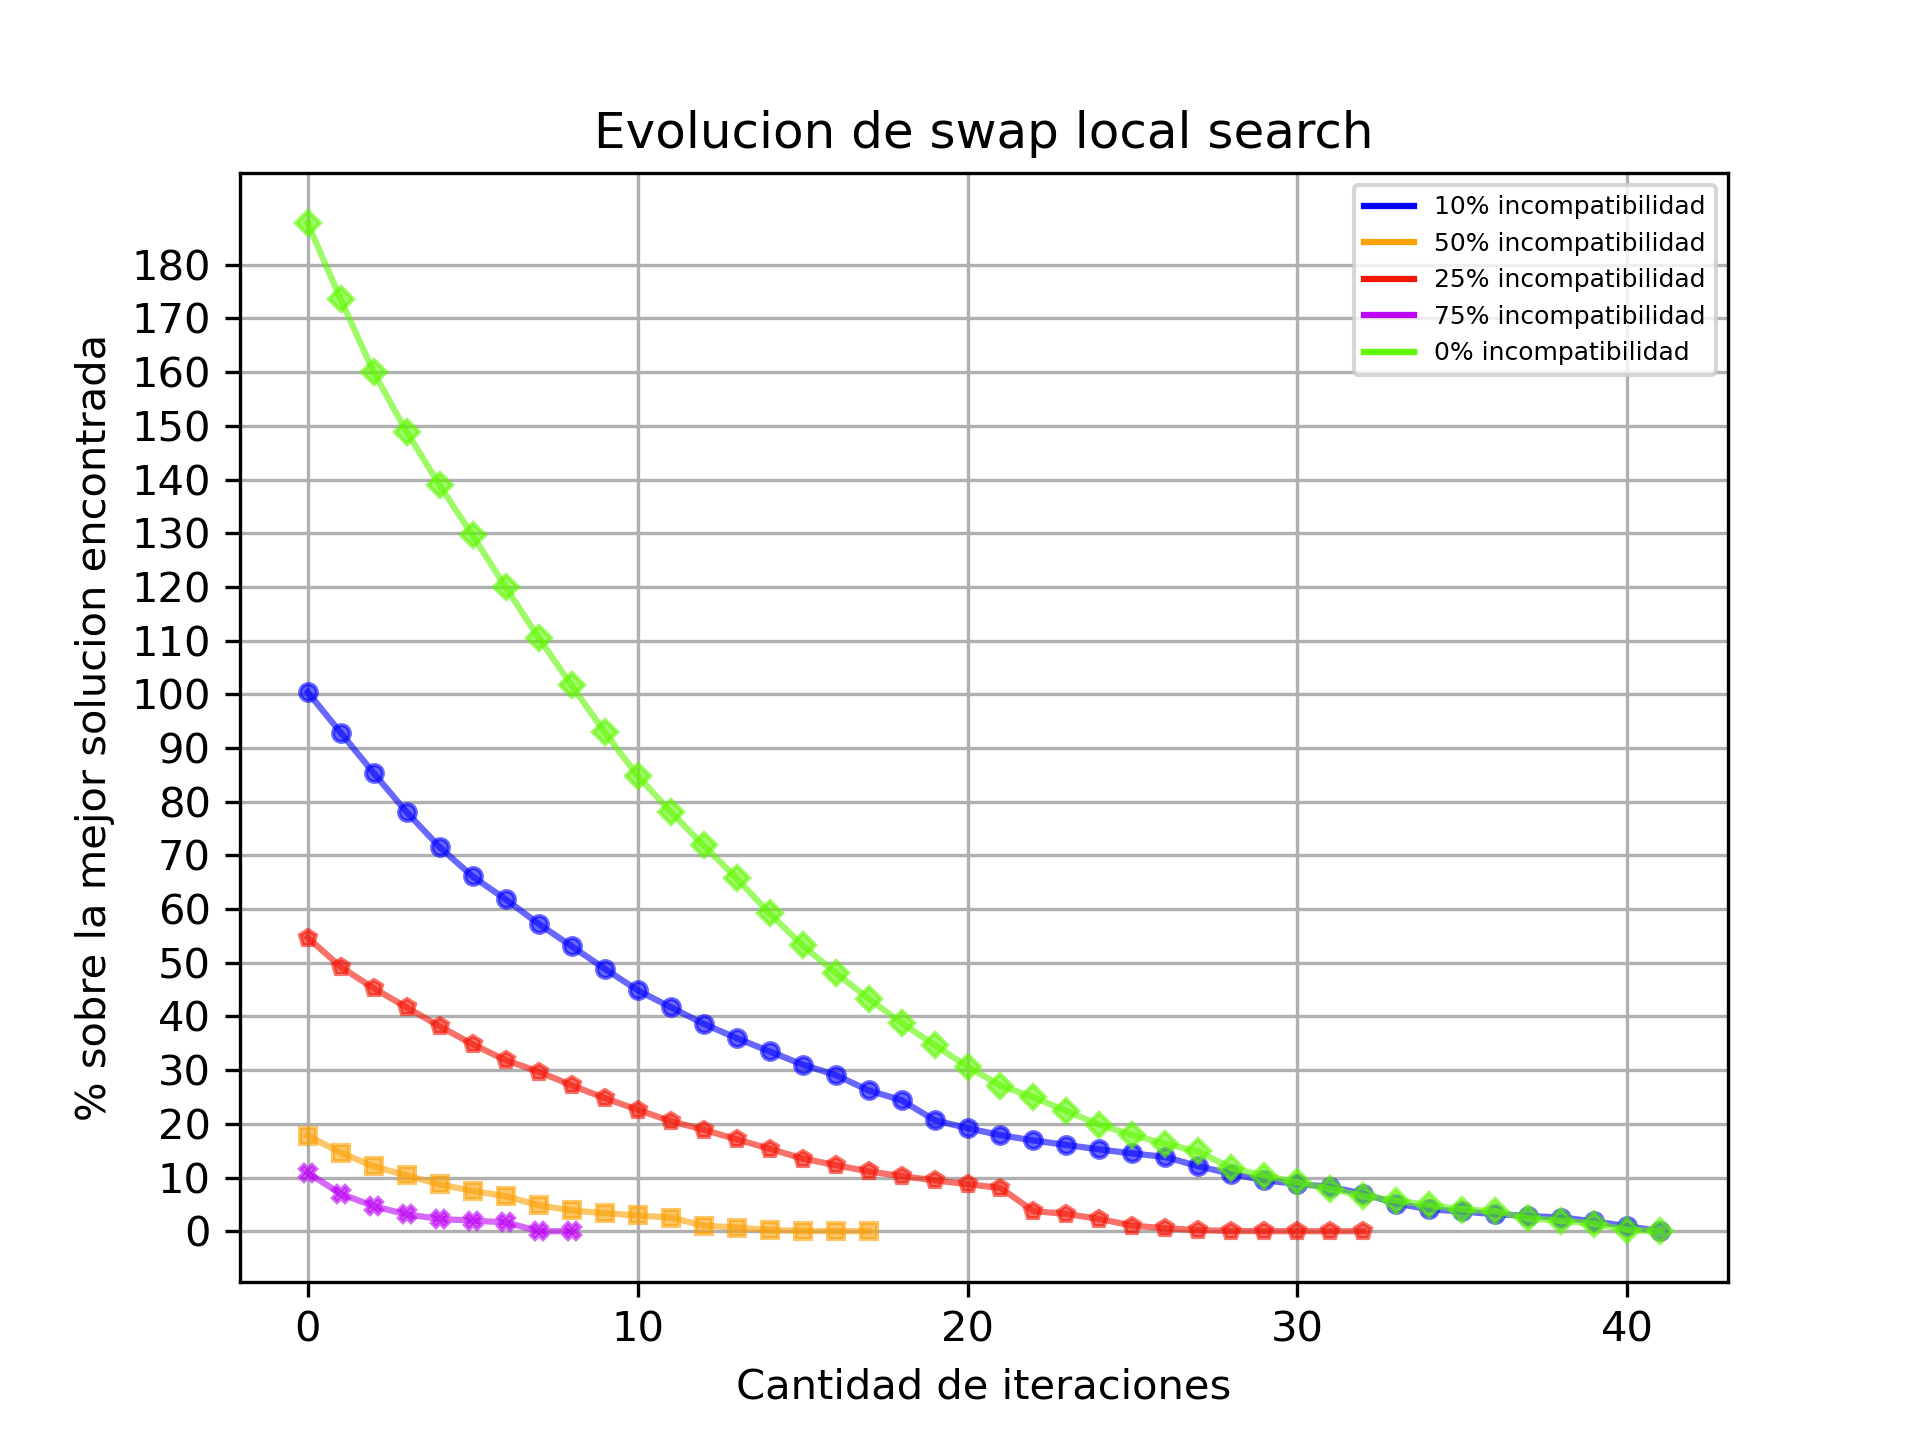 Evolucion de swap local search
10% incompatibilidad
50% incompatibilidad
25% incompatibilidad
75% incompatibilidad
0% incompatibilidad
% sobre la mejor solucion encontrada
180
170
160
150
140
130
120
110
100
90
80
70
60
50
40
30
20
10
0
0 10 20 30 40
Cantidad de iteraciones